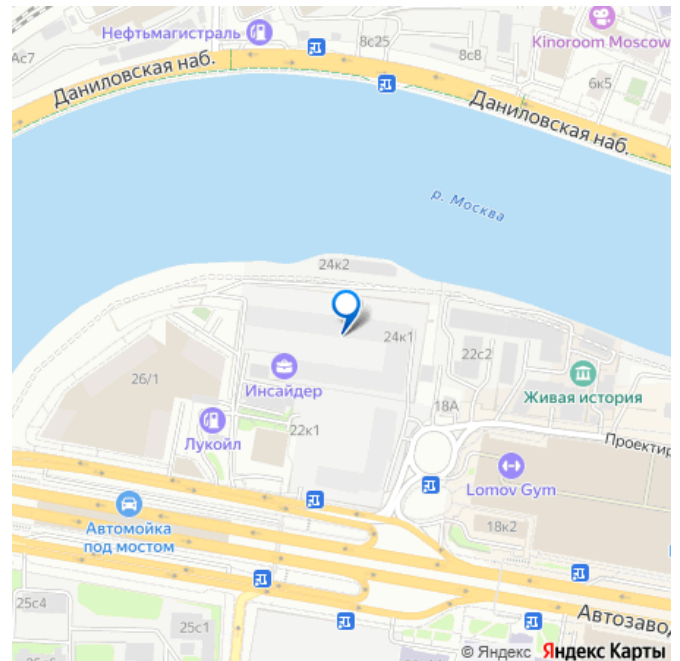 Нефтьмагистраль
8с25
8с8
Kinoroom Moscow
Ас7
6к5
Даниловская наб.
Даниловская наб.
р. Москва
24к2
24к1
22с2
26/1
Инсайдер
Живая история
18А
Лукойл
22к1
Проектир
Lomov Gym
18к2
Автомойка
под мостом
25с4
25с1
Автозавод
25с6
© Яндекс Яндекс Карты